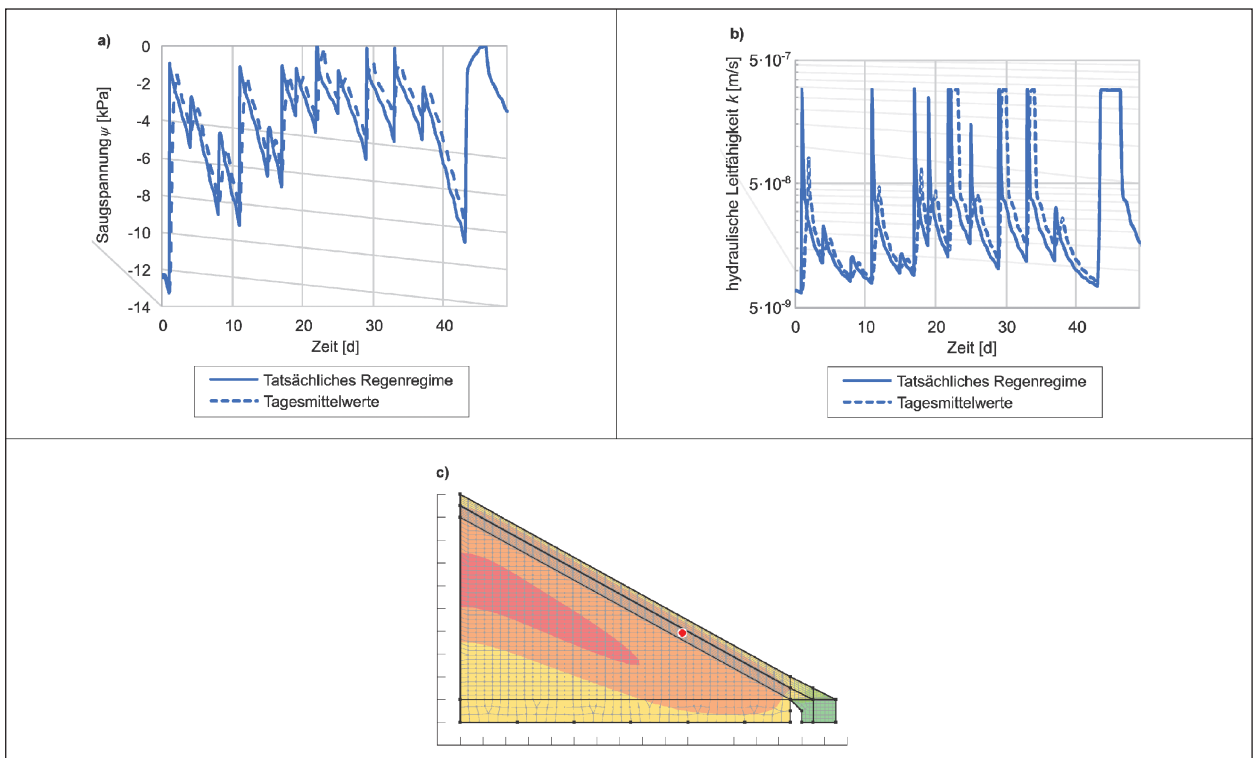 a)
0
-2
-4
-6
-8
-10
-12
-14
Saugspannung ψ [kPa]
0 10 20 30 40
Zeit [d]
Tatsächliches Regenregime
Tagesmittelwerte
b)
5·10-7
5·10-8
5·10-9
hydraulische Leitfähigkeit k [m/s]
0 10 20 30 40
Zeit [d]
Tatsächliches Regenregime
Tagesmittelwerte
c)